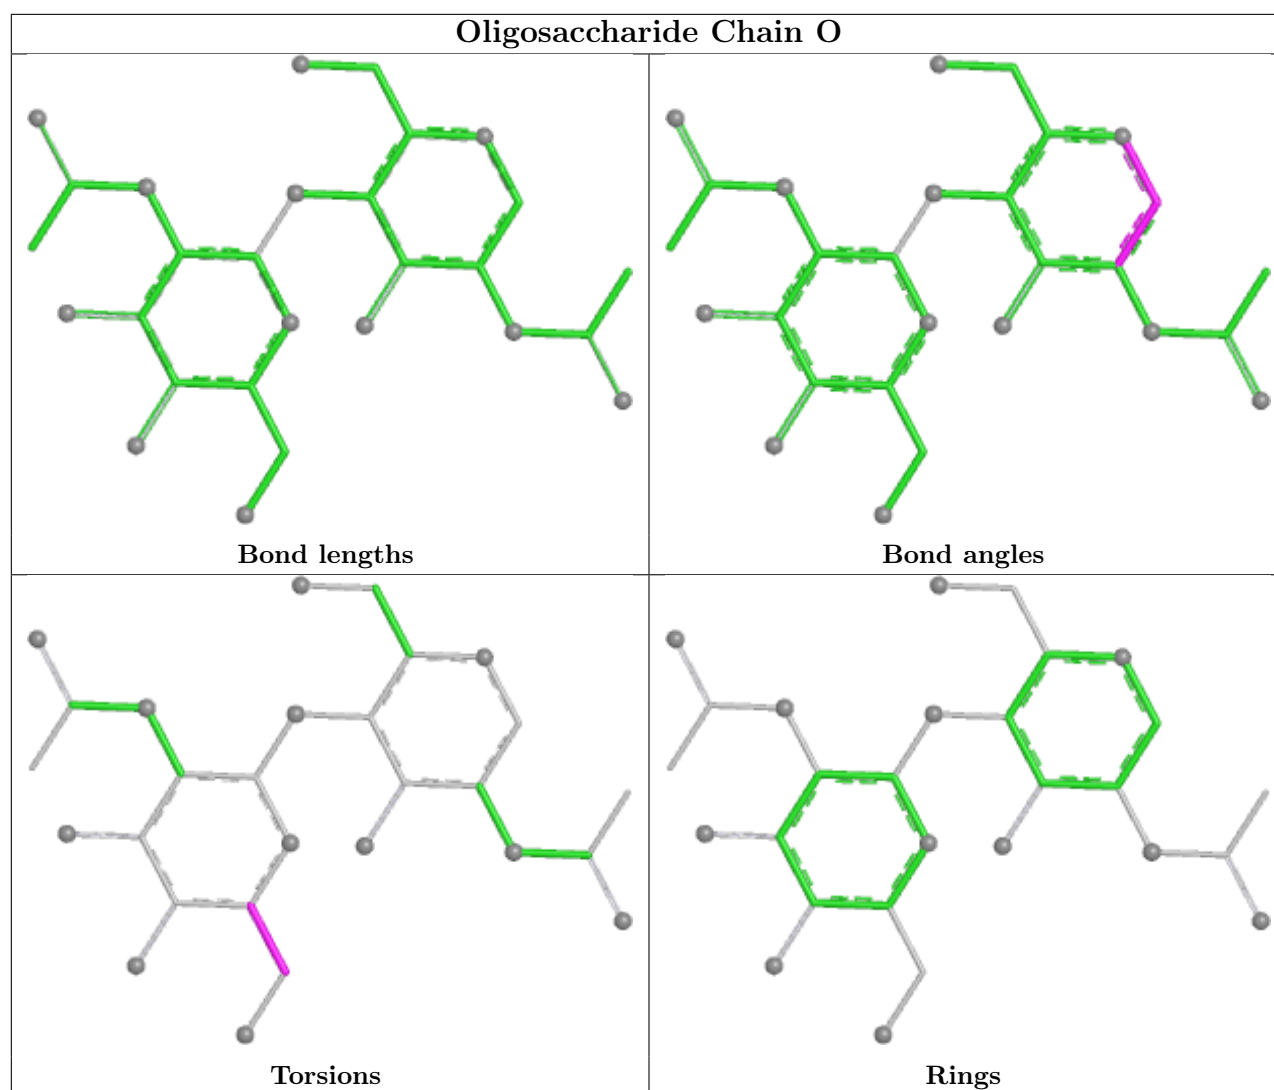 Oligosaccharide Chain O
Bond lengths
Bond angles
Torsions
Rings